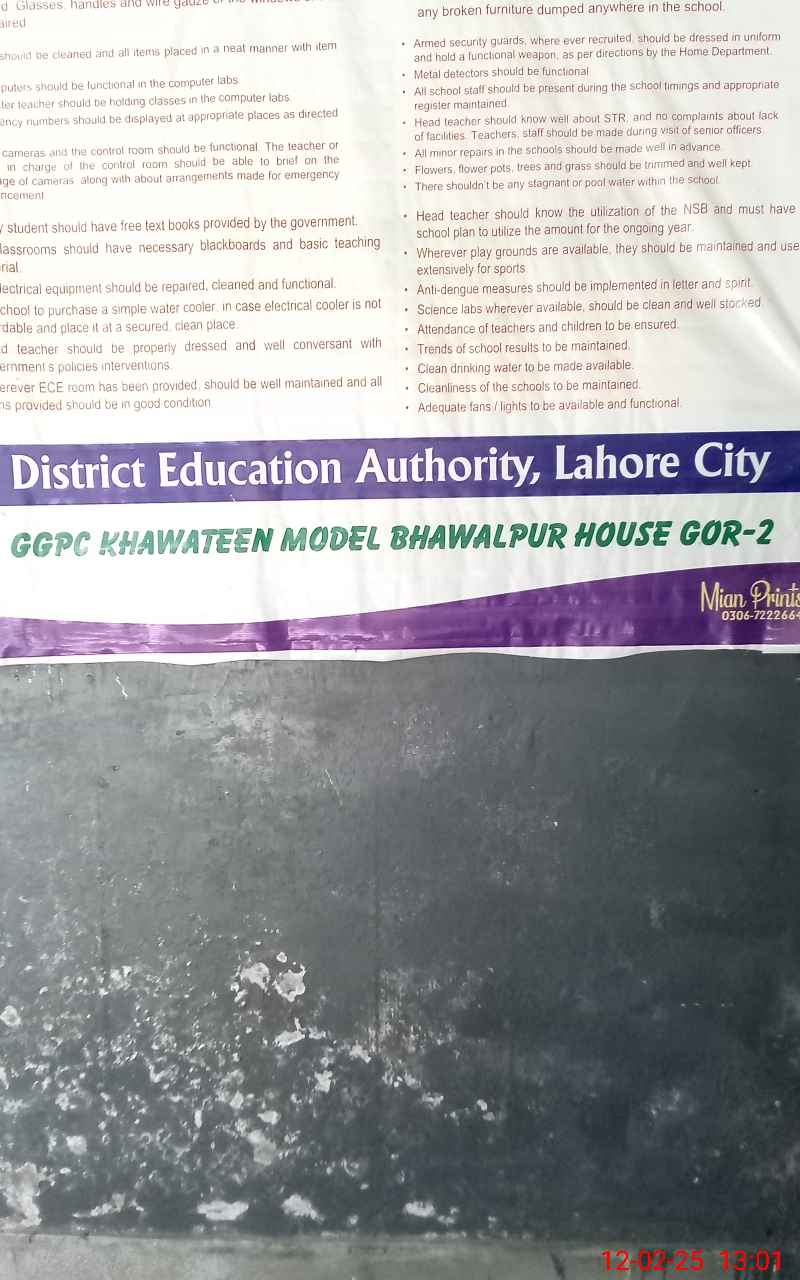 d Glasses, handles and wire gauze of the windows
aired
should be cleaned and all items placed in a neat manner with item
puters should be functional in the computer labs.
ter teacher should be holding classes in the computer labs.
ency numbers should be displayed at appropriate places as directed
cameras and the control room should be functional. The teacher or
in charge of the control room should be able to brief on the
age of cameras along with about arrangements made for emergency
ncement
y student should have free text books provided by the government.
lassrooms should have necessary blackboards and basic teaching
rial.
lectrical equipment should be repaired, cleaned and functional.
chool to purchase a simple water cooler, in case electrical cooler is not
rdable and place it at a secured, clean place.
d teacher should be properly dressed and well conversant with
ernment s policies interventions.
erever ECE room has been provided, should be well maintained and all
ns provided should be in good condition.
any broken furniture dumped anywhere in the school.
• Armed security guards, where ever recruited, should be dressed in uniform
and hold a functional weapon, as per directions by the Home Department.
• Metal detectors should be functional
• All school staff should be present during the school timings and appropriate
register maintained.
• Head teacher should know well about STR, and no complaints about lack
of facilities. Teachers, staff should be made during visit of senior officers.
• All minor repairs in the schools should be made well in advance.
• Flowers, flower pots, trees and grass should be trimmed and well kept.
• There shouldn't be any stagnant or pool water within the school.
• Head teacher should know the utilization of the NSB and must have
school plan to utilize the amount for the ongoing year.
• Wherever play grounds are available, they should be maintained and use
extensively for sports.
• Anti-dengue measures should be implemented in letter and spirit.
• Science labs wherever available, should be clean and well stocked.
• Attendance of teachers and children to be ensured.
• Trends of school results to be maintained.
• Clean drinking water to be made available.
• Cleanliness of the schools to be maintained.
• Adequate fans / lights to be available and functional.
District Education Authority, Lahore City
GGPC KHAWATEEN MODEL BHAWALPUR HOUSE GOR-2
Mian Prints
0306-7222664
12-02-25 13:01